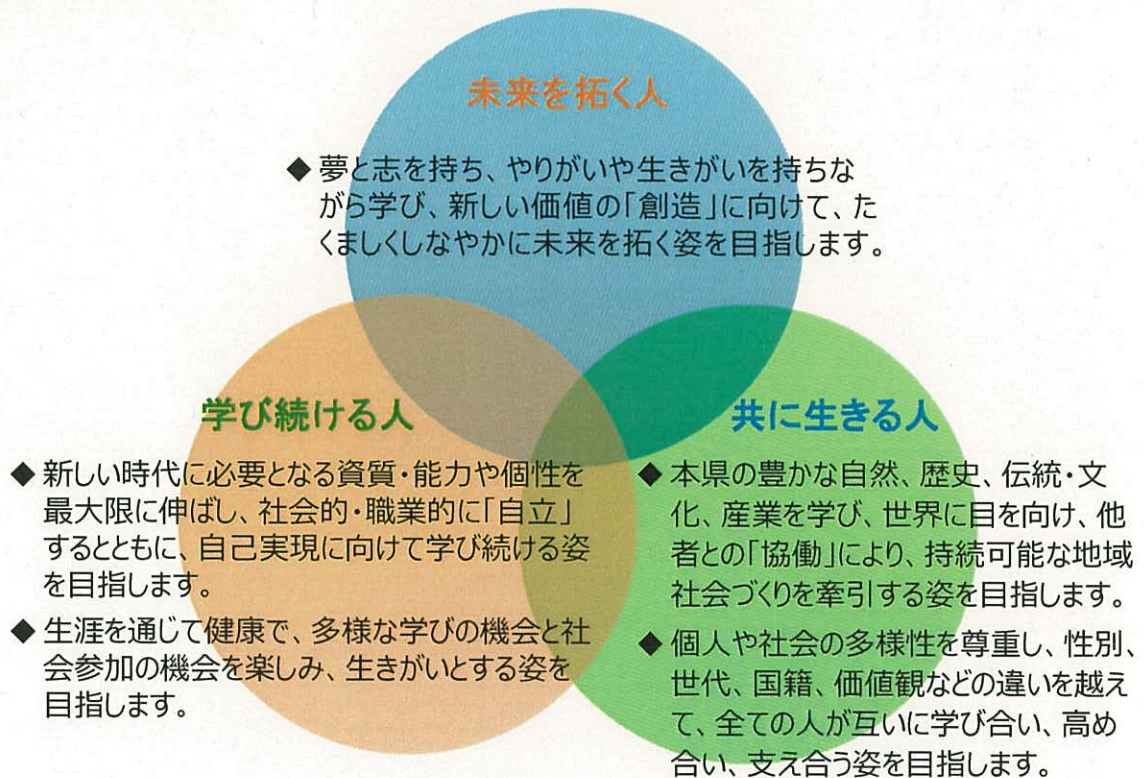 未来を拓く人
◆ 夢と志を持ち、やりがいや生きがいを持ちな
がら学び、新しい価値の「創造」に向けて、た
くましくしなやかに未来を拓く姿を目指します。
学び続ける人
◆ 新しい時代に必要となる資質・能力や個性を
最大限に伸ばし、社会的・職業的に「自立」
するとともに、自己実現に向けて学び続ける姿
を目指します。
◆ 生涯を通じて健康で、多様な学びの機会と社
会参加の機会を楽しみ、生きがいとする姿を
目指します。
共に生きる人
◆ 本県の豊かな自然、歴史、伝統・文
化、産業を学び、世界に目を向け、他
者との「協働」により、持続可能な地域
社会づくりを牽引する姿を目指します。
◆ 個人や社会の多様性を尊重し、性別、
世代、国籍、価値観などの違いを越え
て、全ての人が互いに学び合い、高め
合い、支え合う姿を目指します。